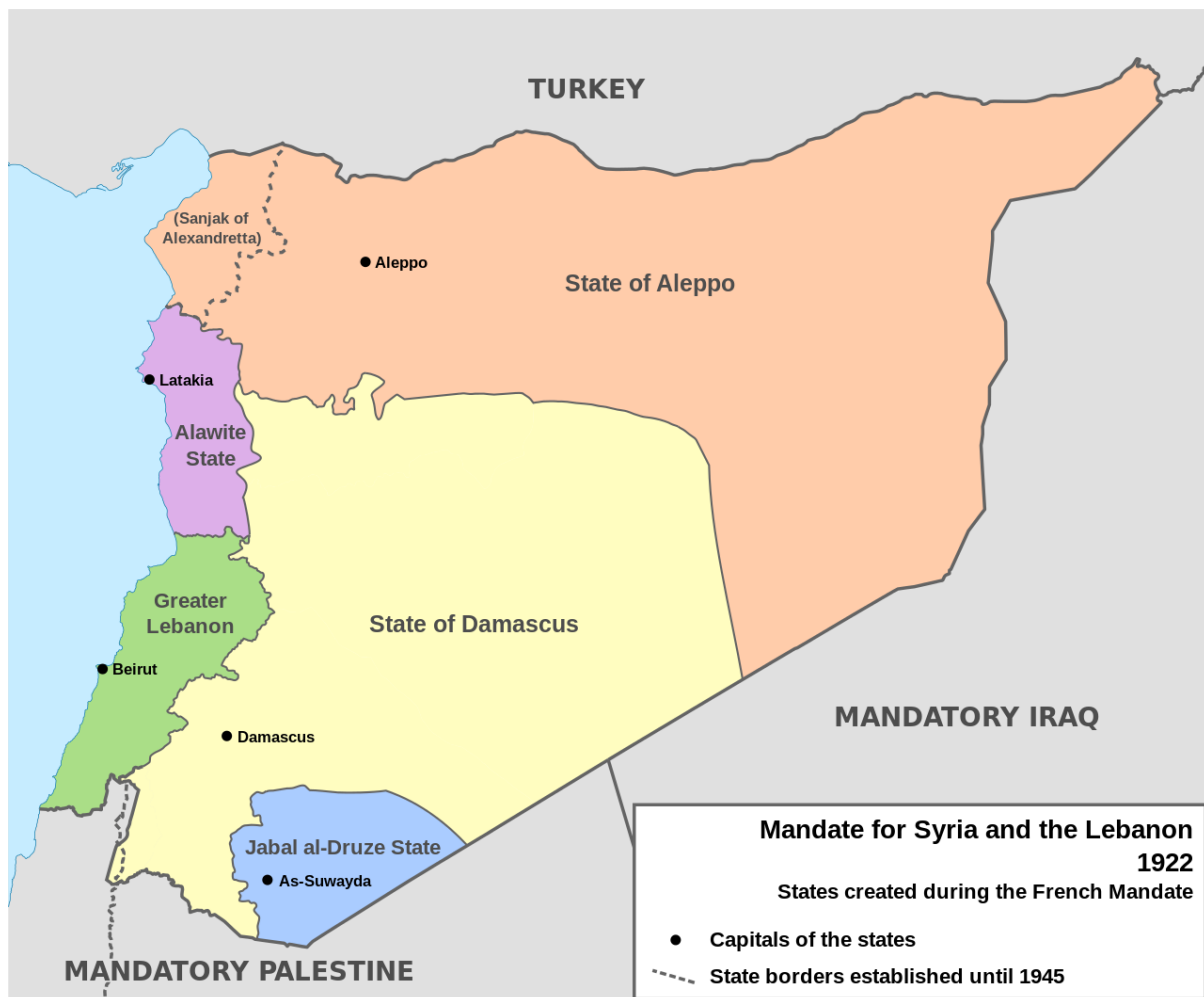 TURKEY
(Sanjak of
Alexandretta)
Aleppo
State of Aleppo
Latakia
Alawite
State
Greater
Lebanon
State of Damascus
Beirut
Damascus
MANDATORY IRAQ
Jabal al-Druze State
As-Suwayda
MANDATORY PALESTINE
Mandate for Syria and the Lebanon
1922
States created during the French Mandate
Capitals of the states
State borders established until 1945